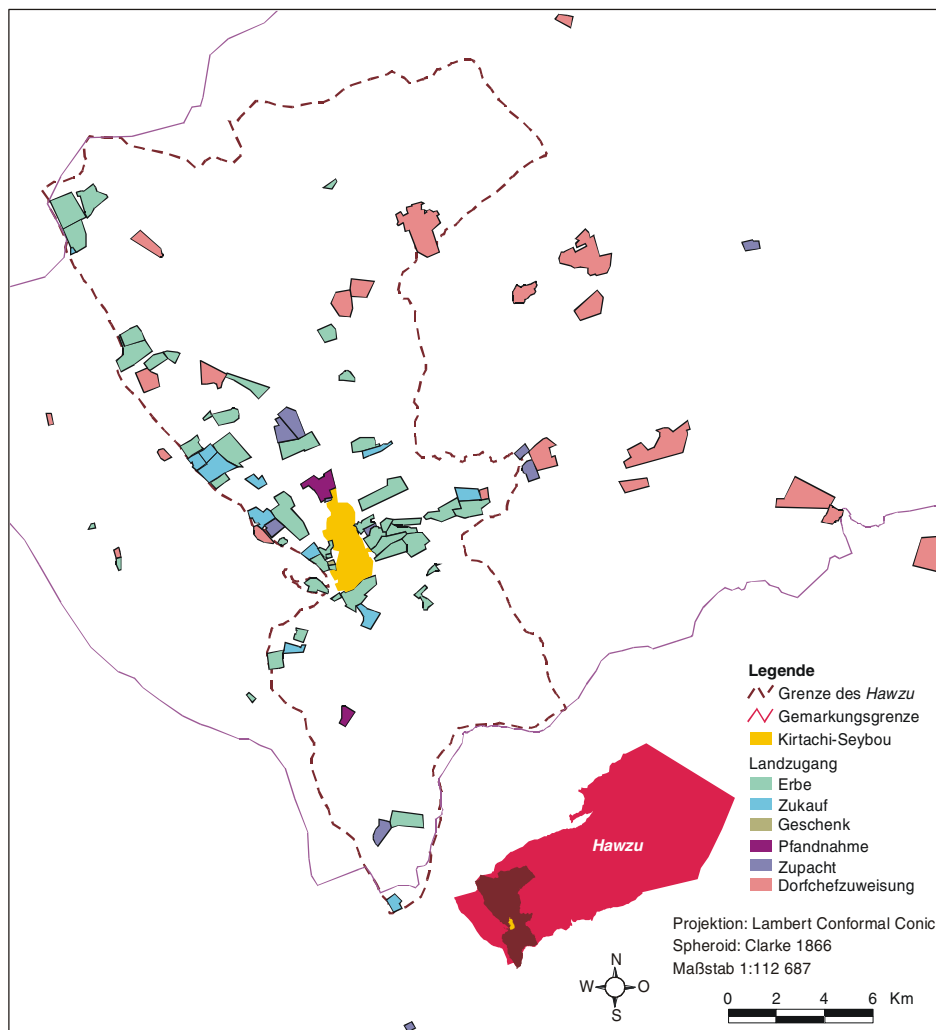 Legende
Grenze des Hawzu
Gemarkungsgrenze
Kirtachi-Seybou
Landzugang
Erbe
Zukauf
Geschenk
Pfandnahme
Zupacht
Dorfchefzuweisung
Hawzu
Projektion: Lambert Conformal Conic
Spheroid: Clarke 1866
Maßstab 1:112 687
N
W O
S
0 2 4 6 Km